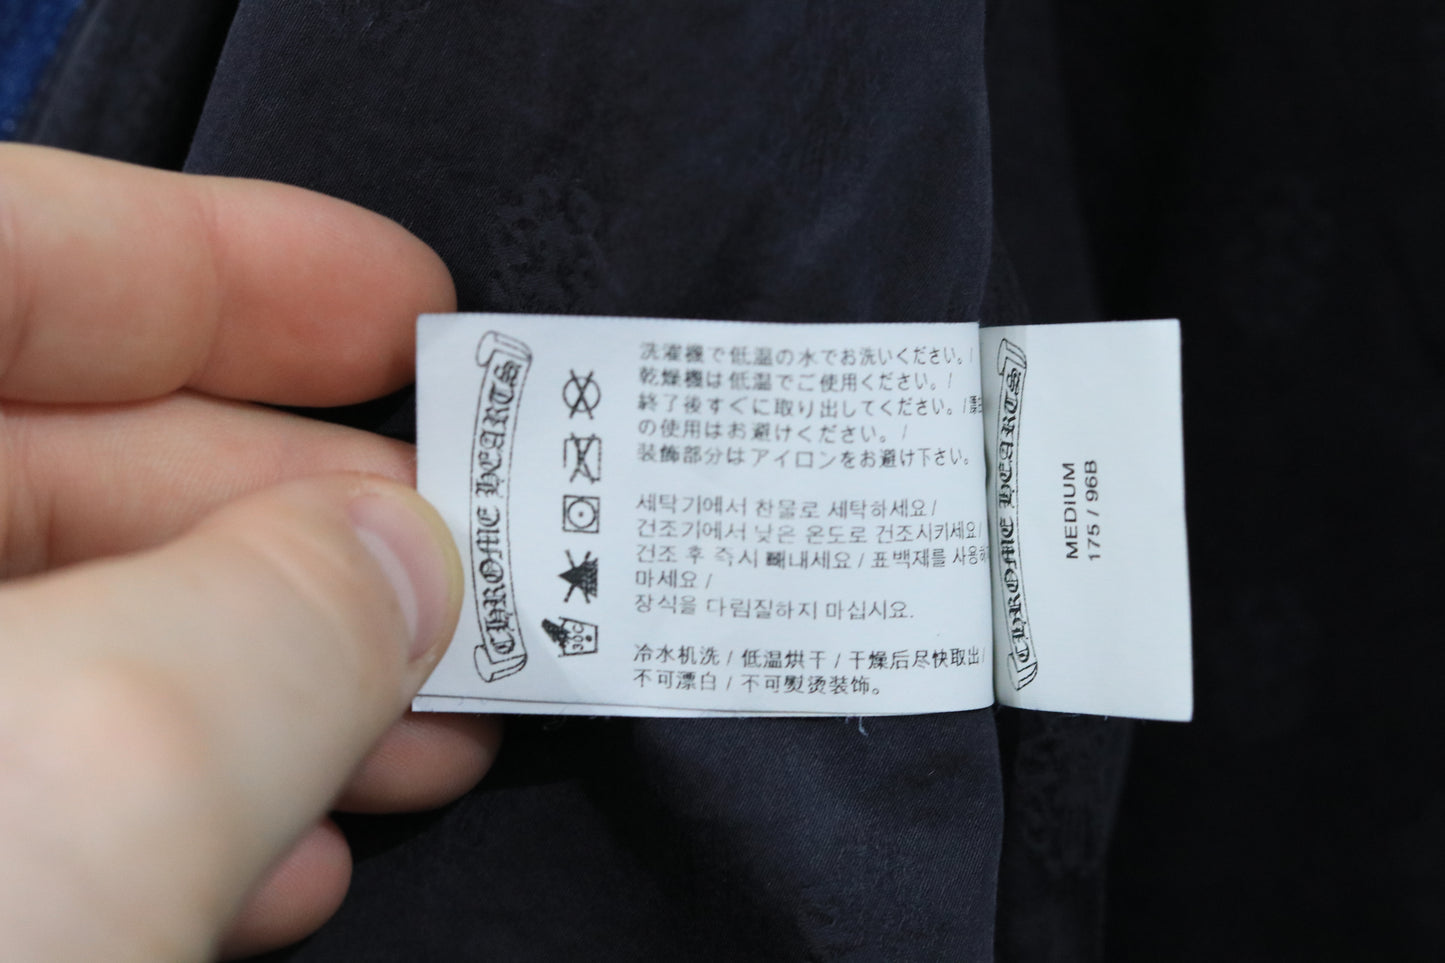 CHROME HEARTS
洗濯機で低温の水でお洗いください。/
乾燥機は低温でご使用ください。/
終了後すぐに取り出してください。/
の使用はお避けください。/
装飾部分はアイロンをお避け下さい。
세탁기에서 찬물로 세탁하세요/
건조기에서 낮은 온도로 건조시키세요/
건조 후 즉시 빼내세요 / 표백제를 사용하
마세요 /
장식을 다림질하지 마십시요.
冷水机洗 / 低温烘干 / 干燥后尽快取出/
不可漂白 / 不可熨烫装饰。
CHROME HEARTS
MEDIUM
175 / 96B